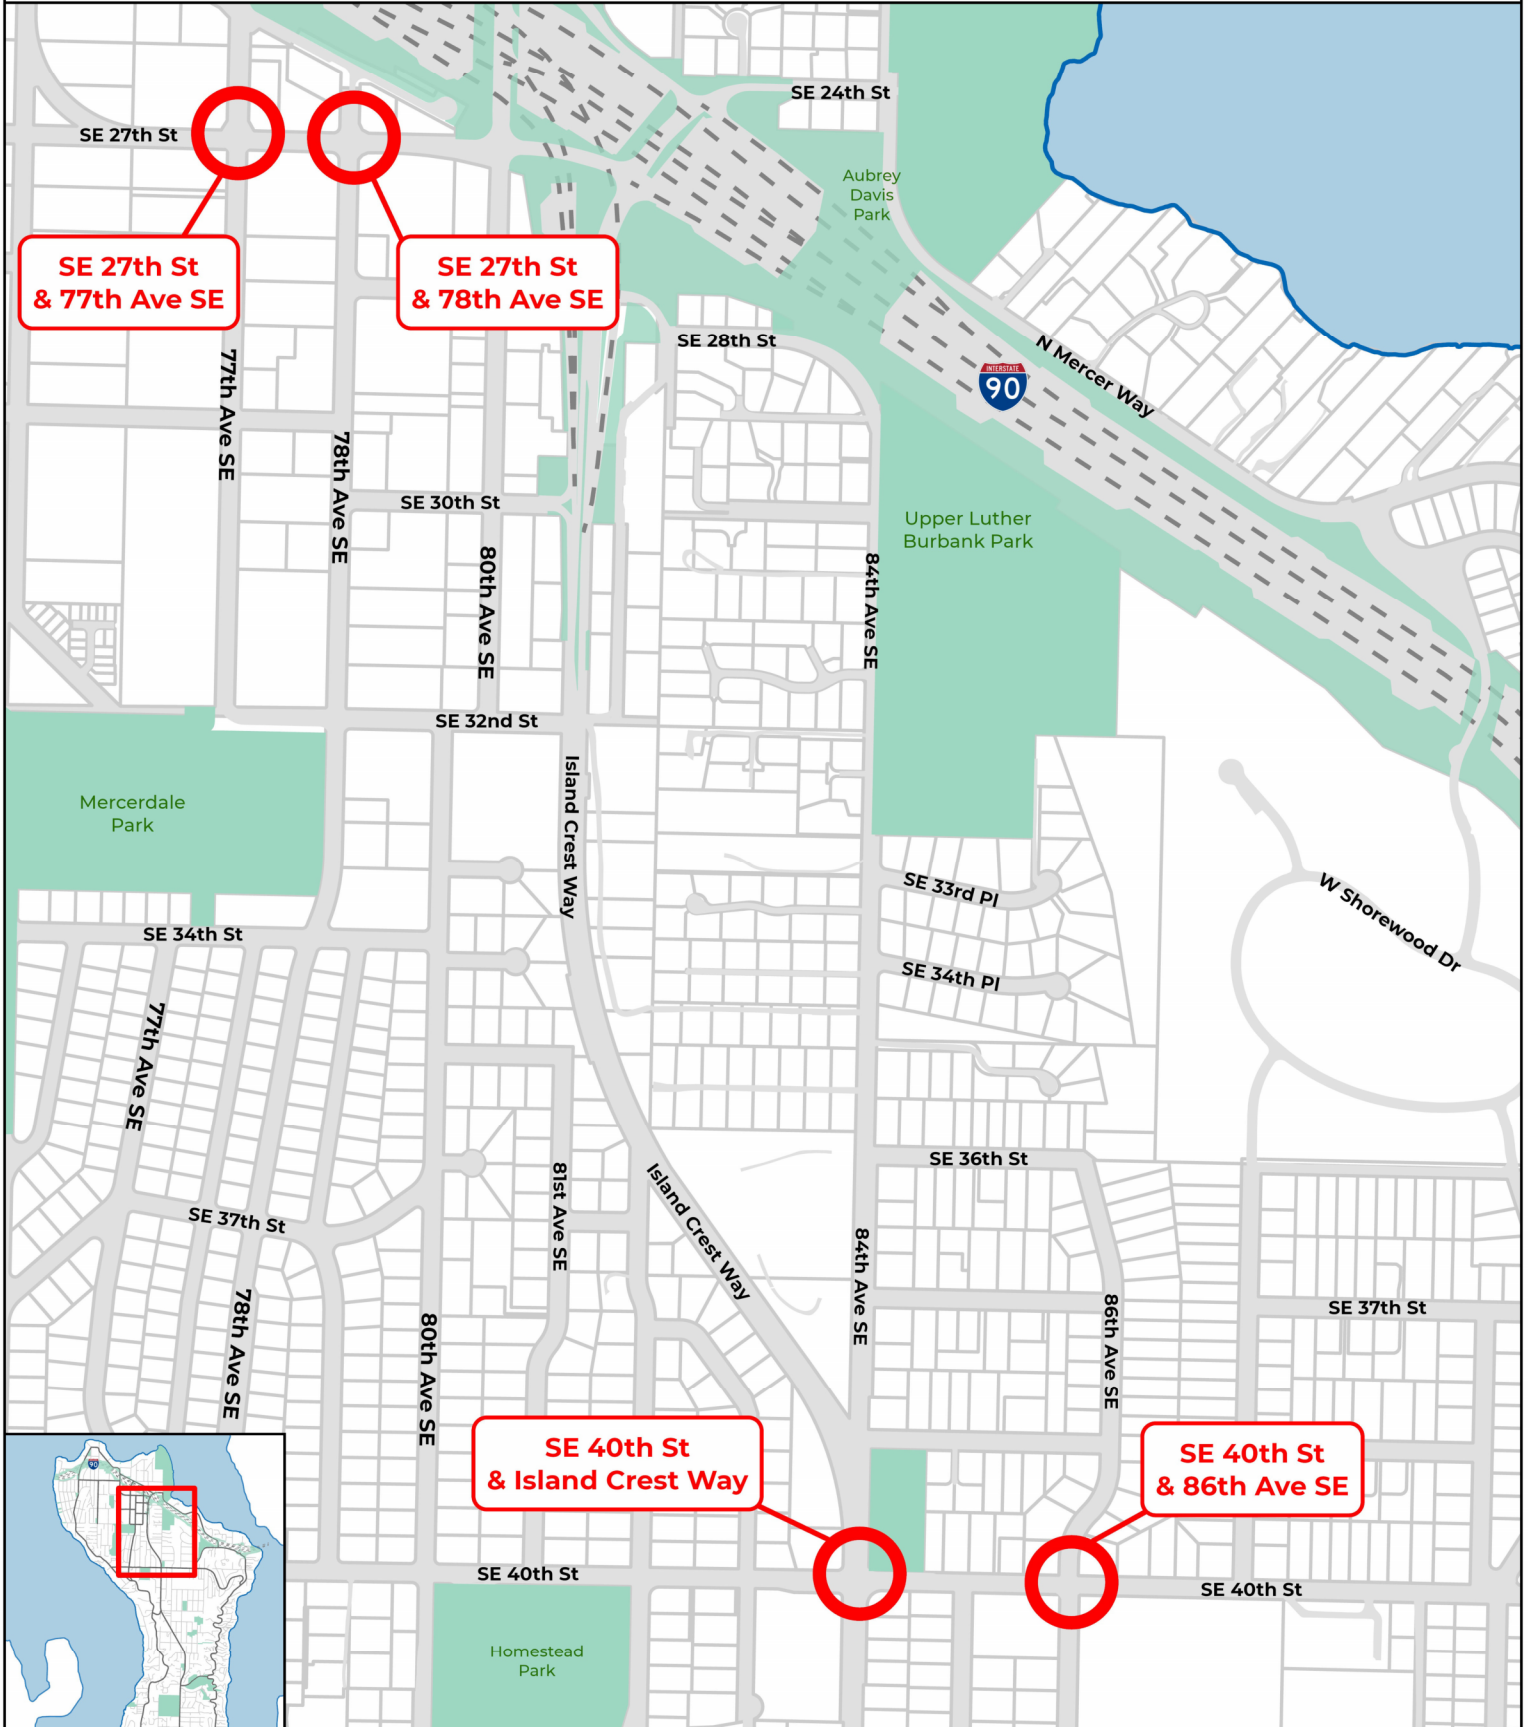 SE 24th St
SE 27th St
Aubrey
Davis
Park
SE 27th St
& 77th Ave SE
SE 27th St
& 78th Ave SE
SE 28th St
N Mercer Way
INTERSTATE
90
77th Ave SE
78th Ave SE
SE 30th St
Upper Luther
Burbank Park
80th Ave SE
84th Ave SE
SE 32nd St
Mercerdale
Park
Island Crest Way
SE 33rd Pl
W Shorewood Dr
SE 34th St
SE 34th Pl
77th Ave SE
SE 36th St
81st Ave SE
Island Crest Way
SE 37th St
84th Ave SE
78th Ave SE
80th Ave SE
86th Ave SE
SE 37th St
SE 40th St
& Island Crest Way
SE 40th St
& 86th Ave SE
90
SE 40th St
SE 40th St
Homestead
Park